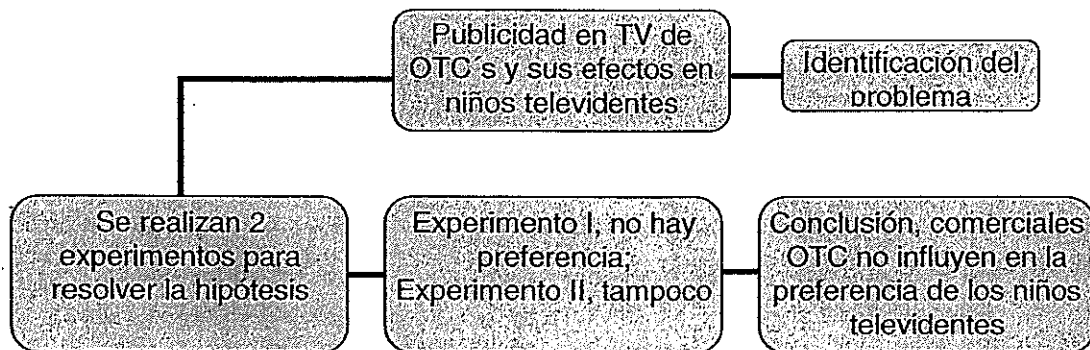 Publicidad en TV de
OTC´s y sus efectos en
niños televidentes
Identificación del
problema
Se realizan 2
experimentos para
resolver la hipótesis
Experimento I, no hay
preferencia;
Experimento II, tampoco
Conclusión, comerciales
OTC no influyen en la
preferencia de los niños
televidentes